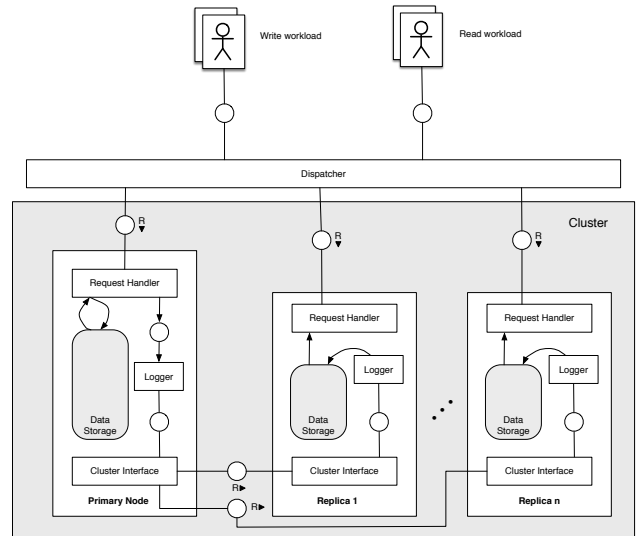 Write workload
Read workload
Dispatcher
Cluster
R
R
R
Request Handler
Logger
Data
Storage
Cluster Interface
Primary Node
Request Handler
Logger
Data
Storage
Cluster Interface
Replica 1
Request Handler
Logger
Data
Storage
Cluster Interface
Replica n
R
R